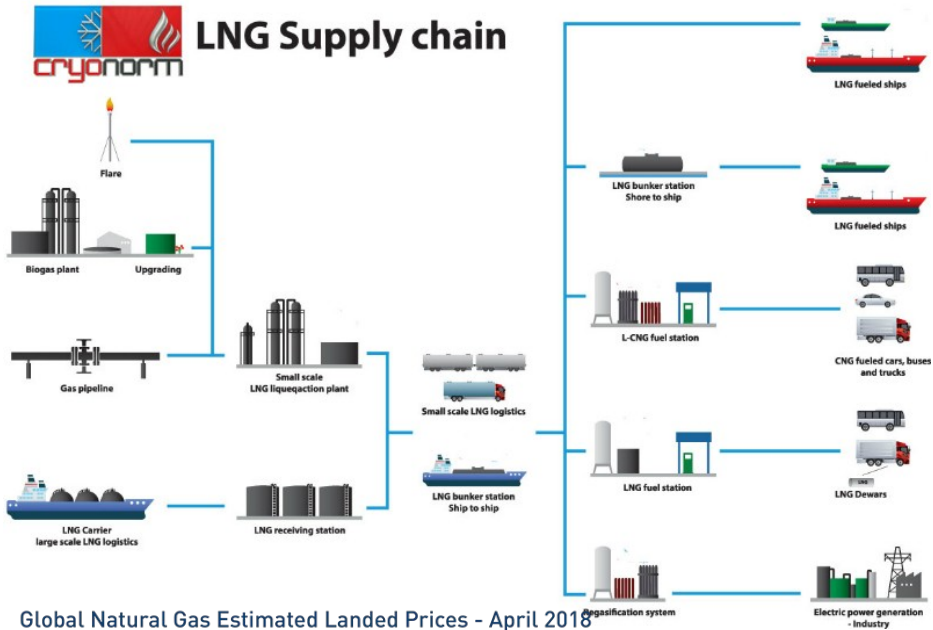 cryonorm
LNG Supply chain
LNG fueled ships
Flare
LNG bunker station
Shore to ship
LNG fueled ships
Biogas plant
Upgrading
L-CNG fuel station
CNG fueled cars, buses
and trucks
Gas pipeline
Small scale
LNG liqueqaction plant
Small scale LNG logistics
LNG fuel station
LNG
LNG Dewars
LNG bunker station
Ship to ship
LNG Carrier
large scale LNG logistics
LNG receiving station
Regasification system
Electric power generation
- Industry
Global Natural Gas Estimated Landed Prices - April 2018